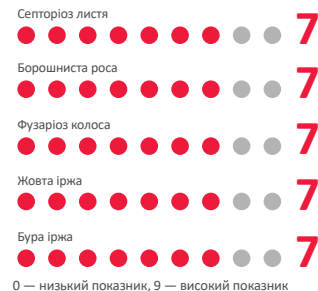 Септоріоз листя
7
Борошниста роса
7
Фузаріоз колоса
7
Жовта іржа
7
Бура іржа
7
0 — низький показник, 9 — високий показник